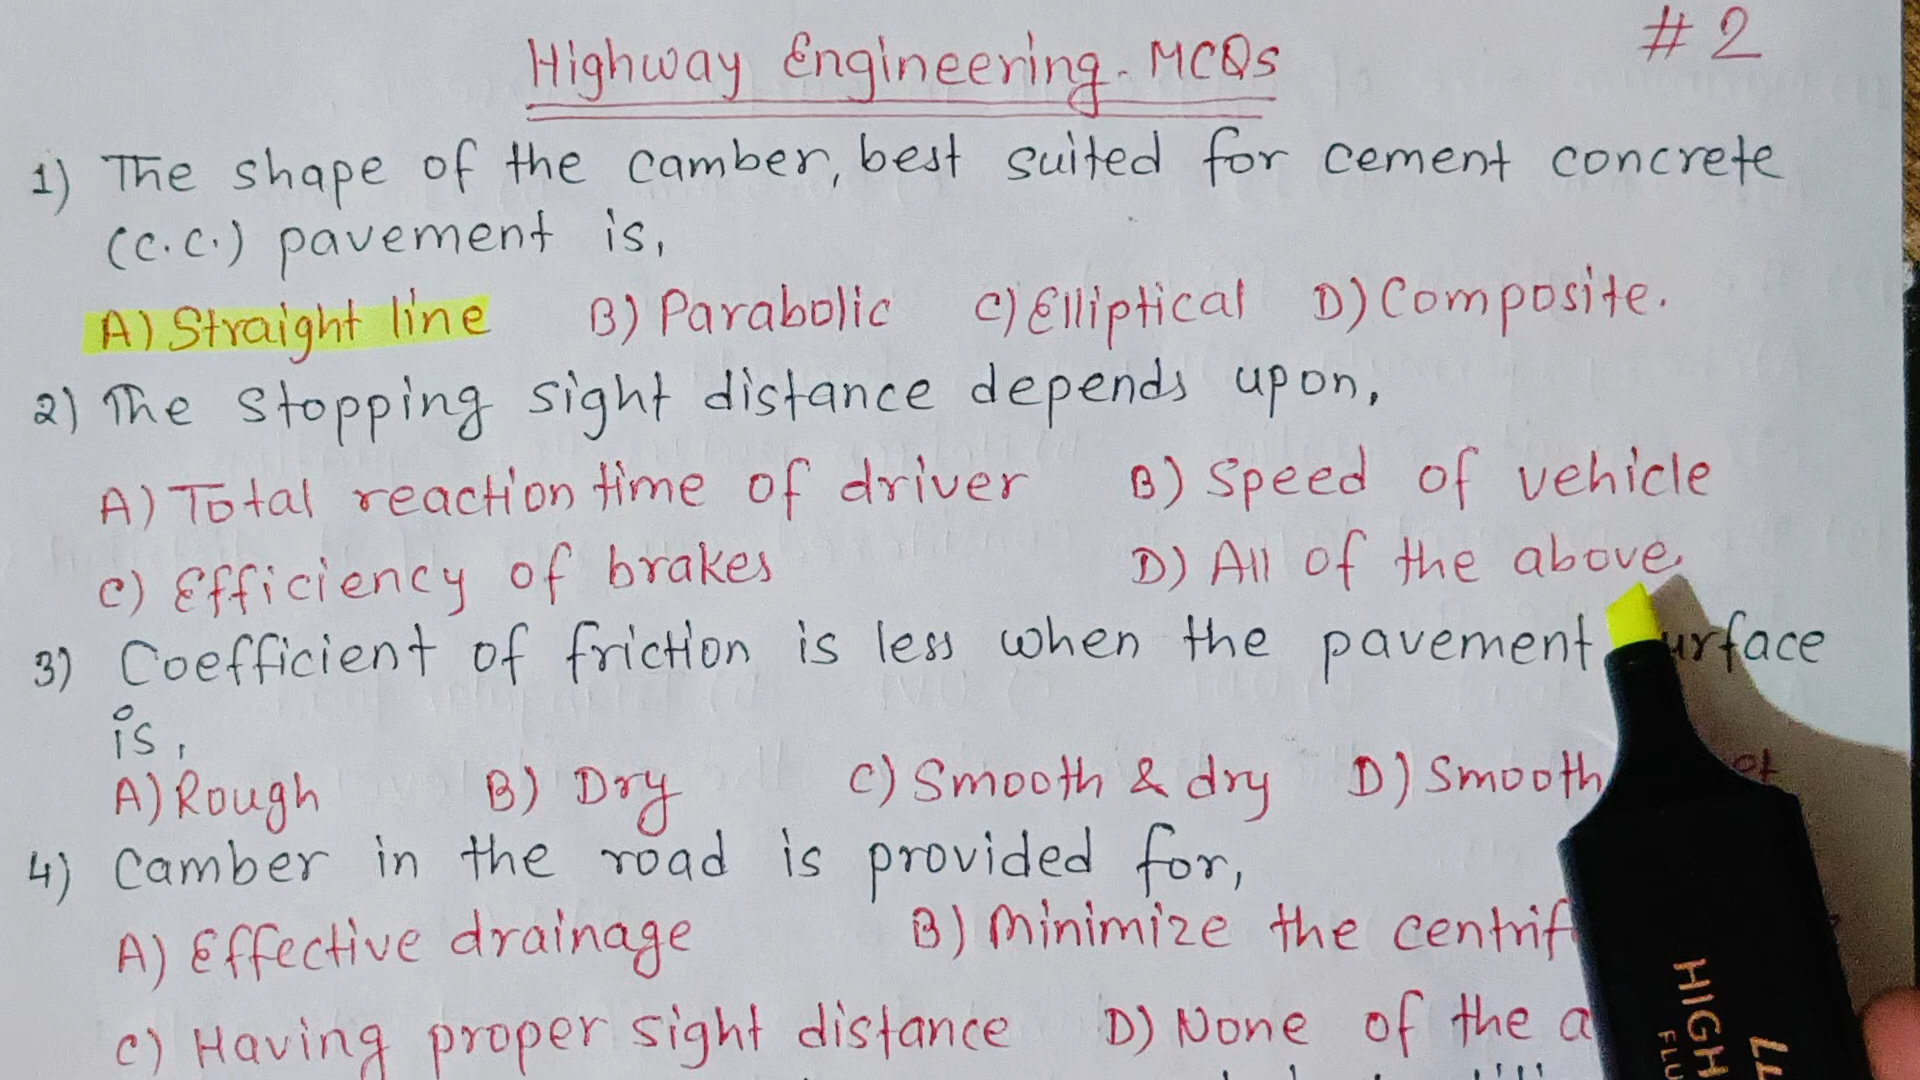 # 2
Highway Engineering - MCQs
1) The shape of the camber, best suited for cement concrete
(c.c.) pavement is,
A) Straight line B) Parabolic C) Elliptical D) Composite.
2) The stopping sight distance depends upon,
A) Total reaction time of driver B) Speed of vehicle
C) Efficiency of brakes D) All of the above
3) Coefficient of friction is less when the pavement urface
is,
A) Rough B) Dry C) Smooth & dry D) Smooth
4) Camber in the road is provided for,
A) Effective drainage B) Minimize the centrif
C) Having proper sight distance D) None of the a
HIGH
FLU